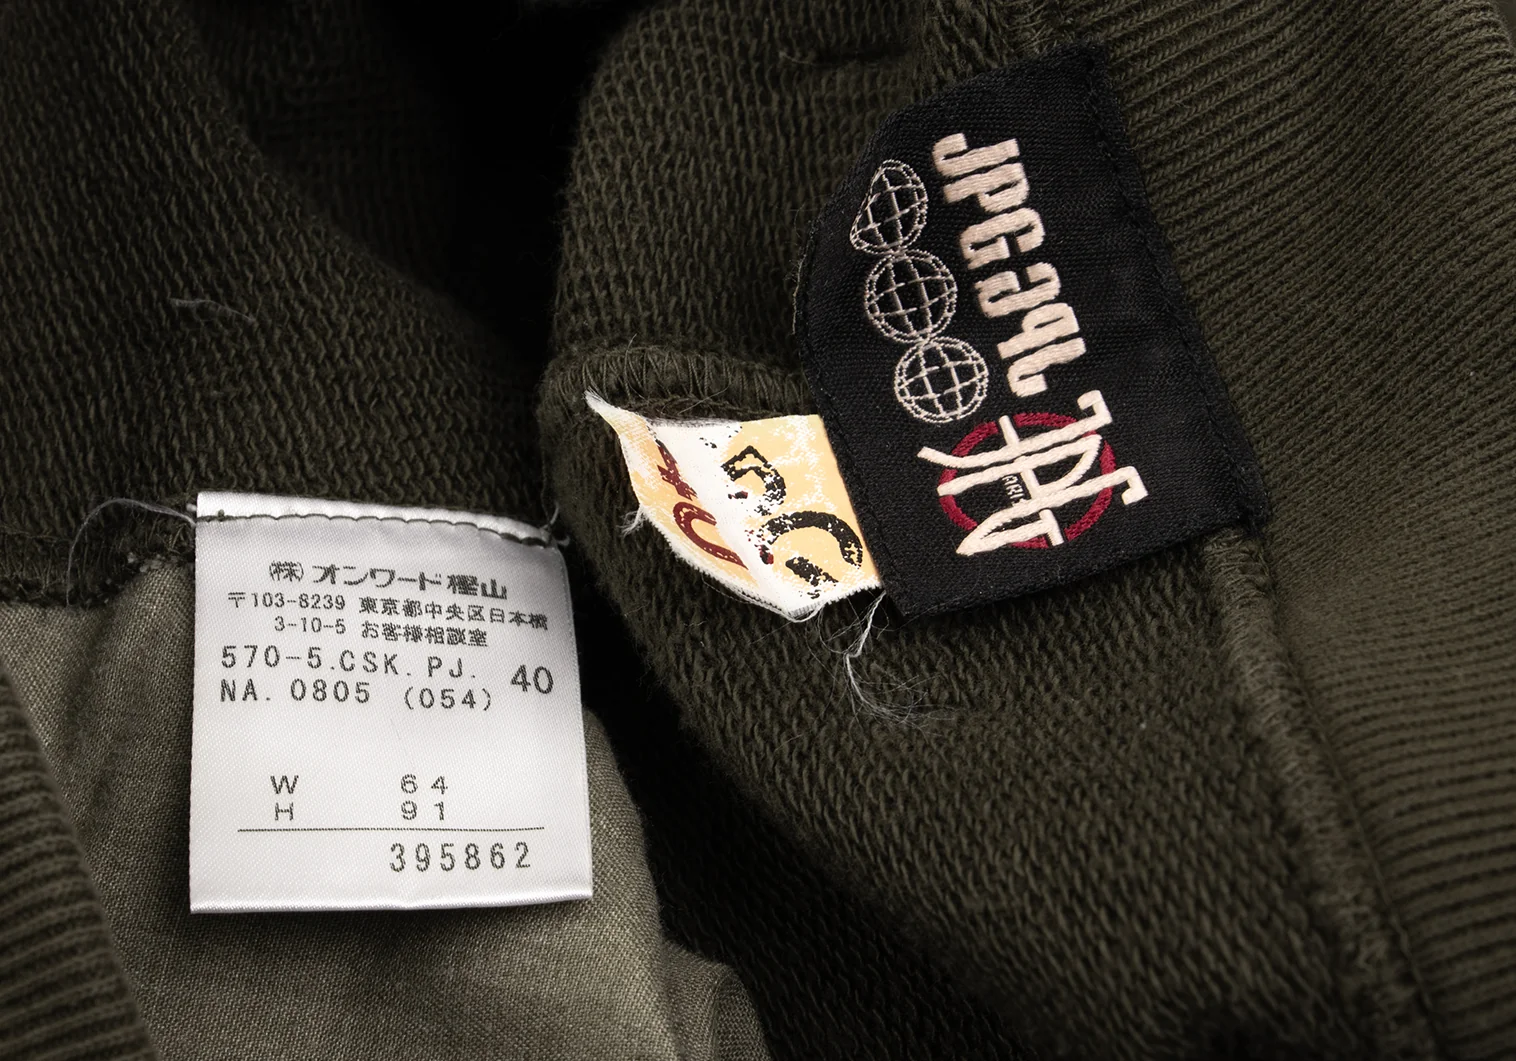 (株)オンワード樫山
〒103-8239 東京都中央区日本橋
3-10-5 お客様相談室
570-5.CSK.PJ. 40
NA. 0805 (054)
W 64
H 91
395862
JPGaql
40